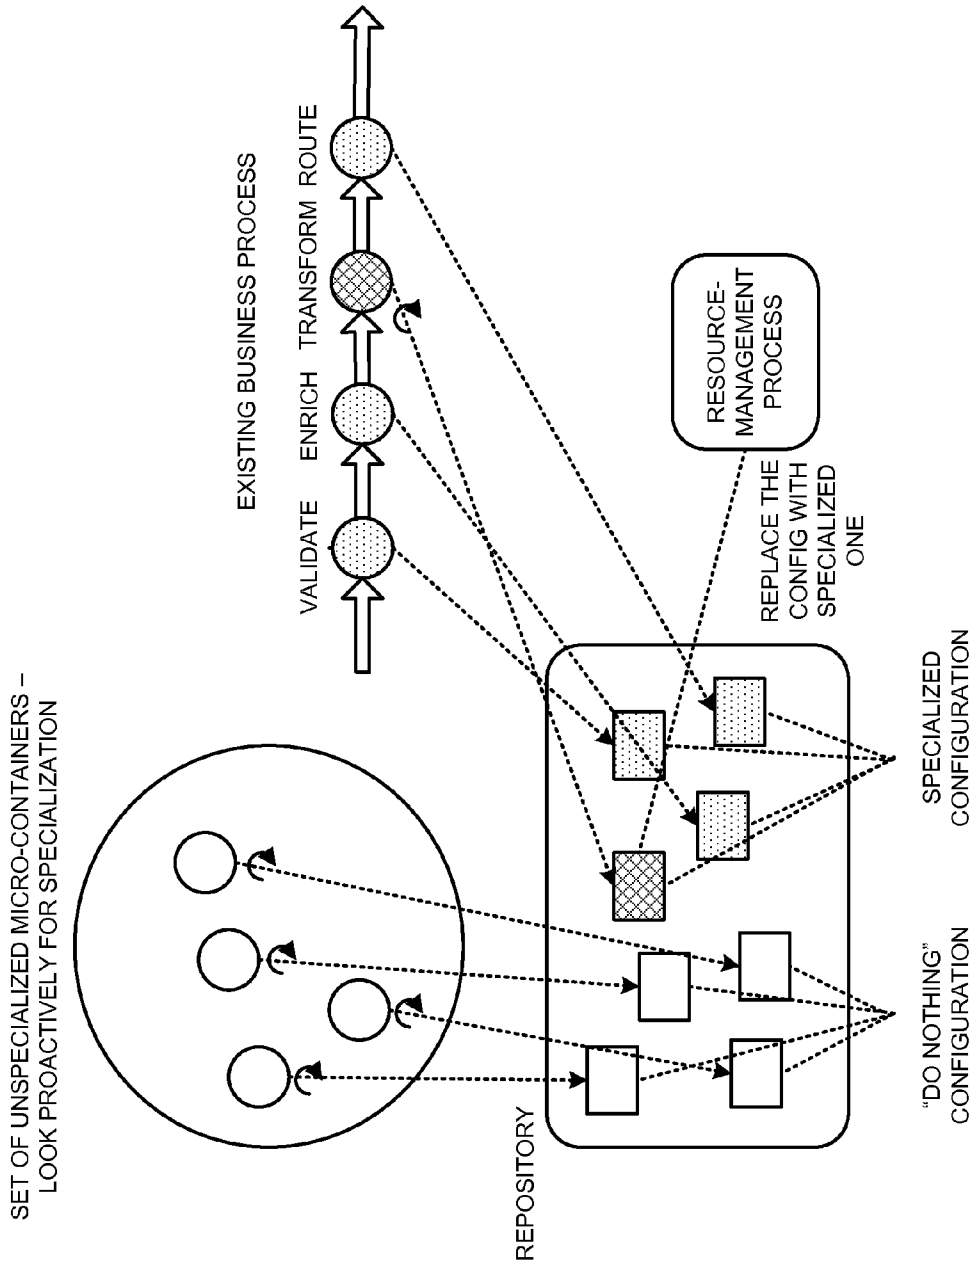 SET OF UNSPECIALIZED MICRO-CONTAINERS –
LOOK PROACTIVELY FOR SPECIALIZATION
EXISTING BUSINESS PROCESS
VALIDATE ENRICH TRANSFORM ROUTE
REPOSITORY
RESOURCE-
MANAGEMENT
PROCESS
REPLACE THE
CONFIG WITH
SPECIALIZED
ONE
"DO NOTHING"
CONFIGURATION
SPECIALIZED
CONFIGURATION